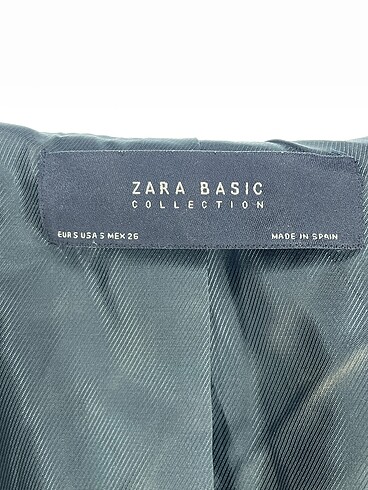 ZARA BASIC
COLLECTION
EUR S USA S MEX 26
MADE IN SPAIN